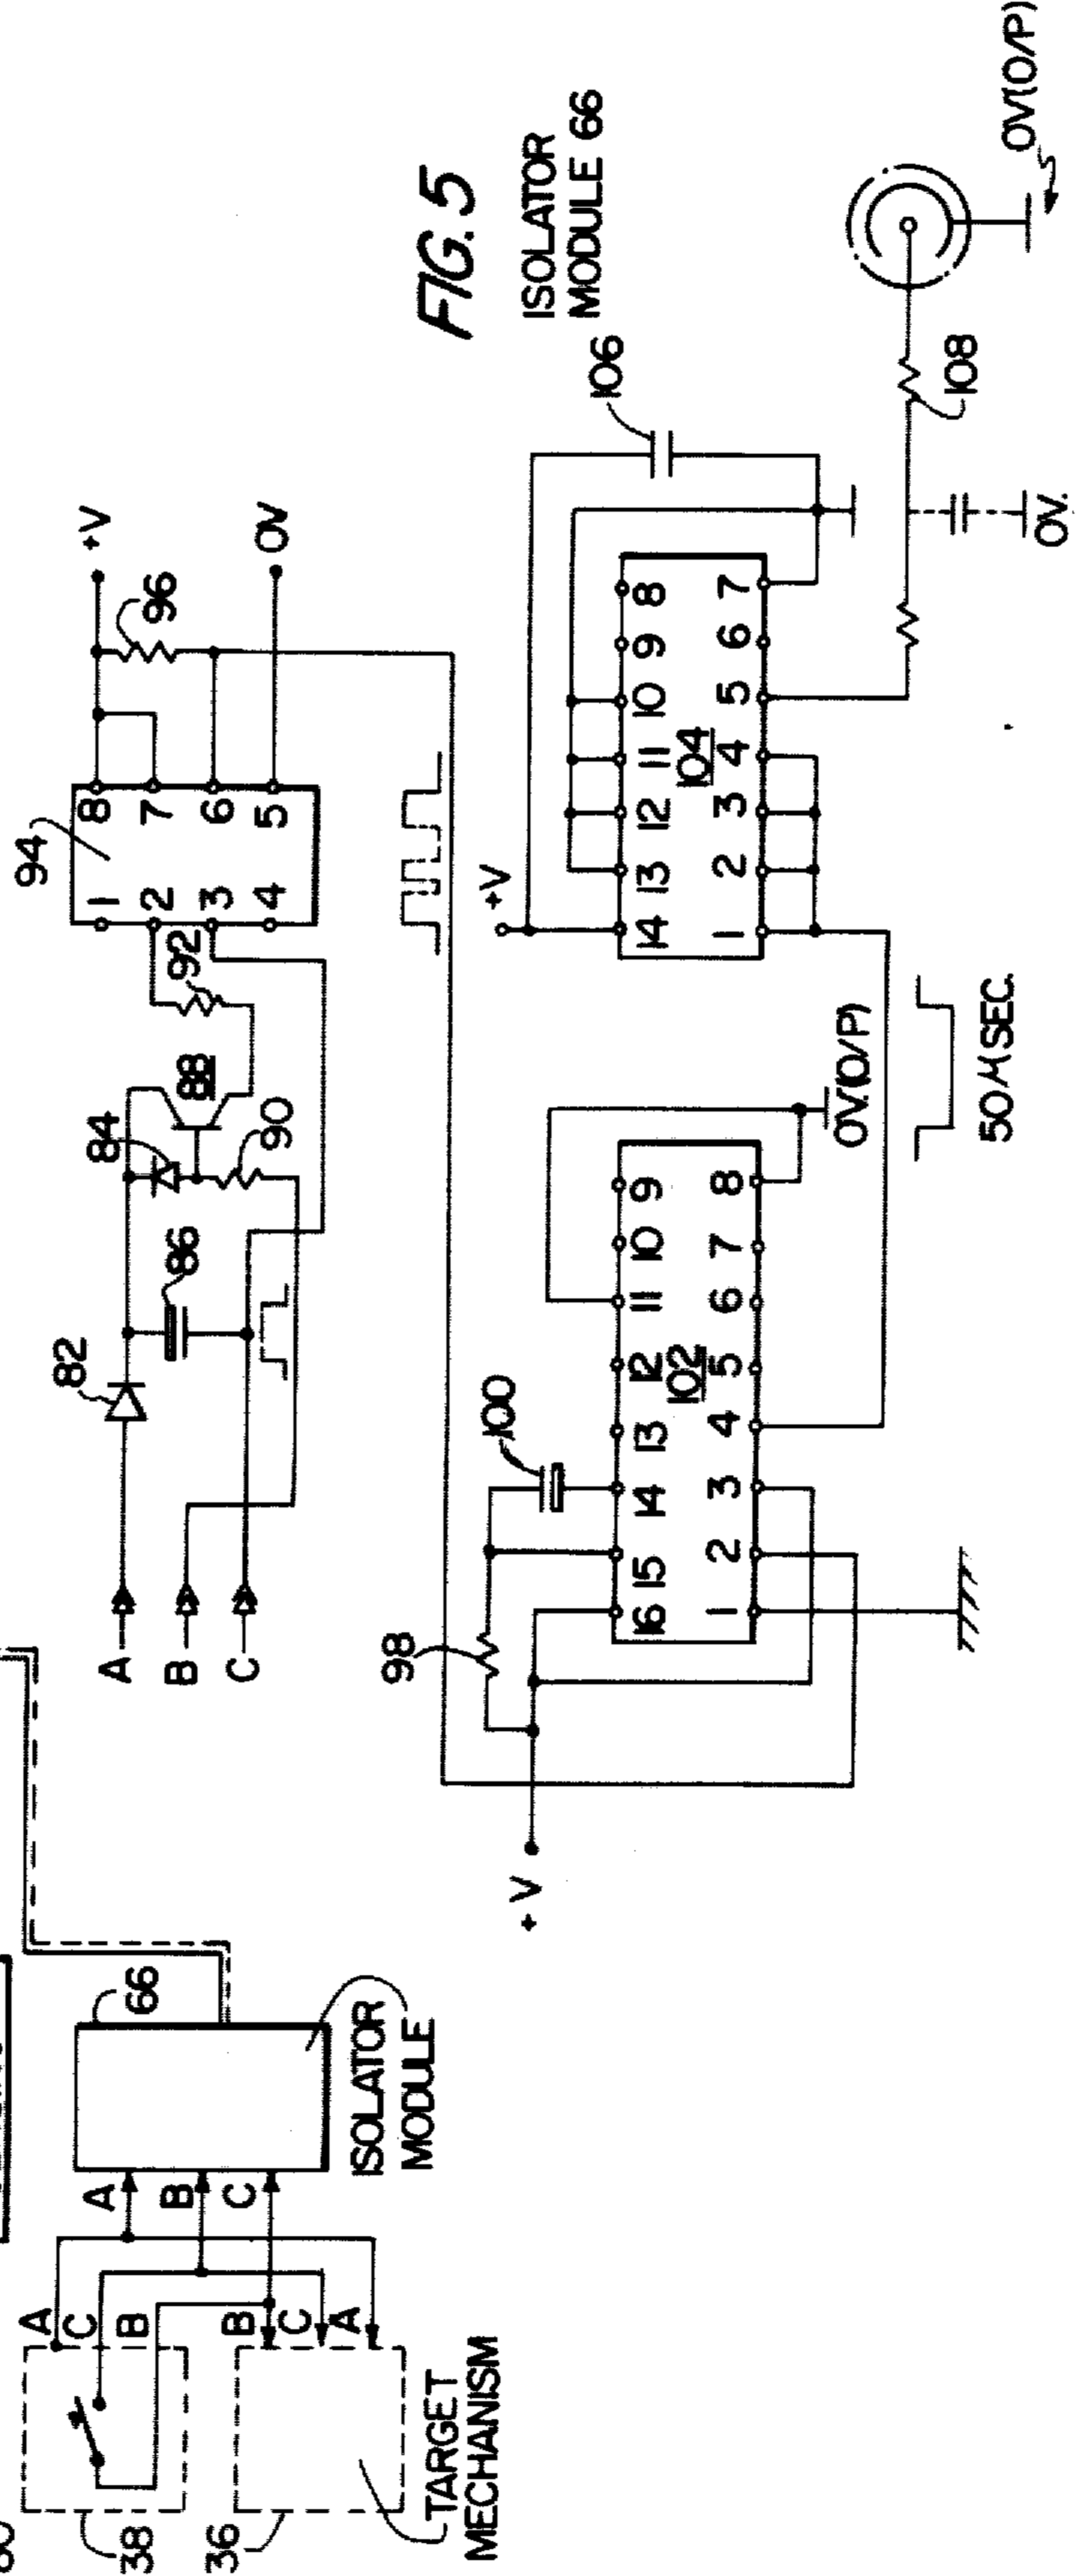 FIG. 5
ISOLATOR
MODULE 66
94
+V
1
2
3
4
8
7
6
5
96
0V
92
88
84
90
86
82
A
B
C
+V
106
14
13
12
11
10
9
8
104
1
2
3
4
5
6
7
108
0V.
0V(O/P)
100
98
+V
16
15
14
13
12
11
10
9
102
1
2
3
4
5
6
7
8
0V.(O/P)
50 μSEC.
66
ISOLATOR
MODULE
A
B
C
A
C
B
B
C
A
38
36
TARGET
MECHANISM